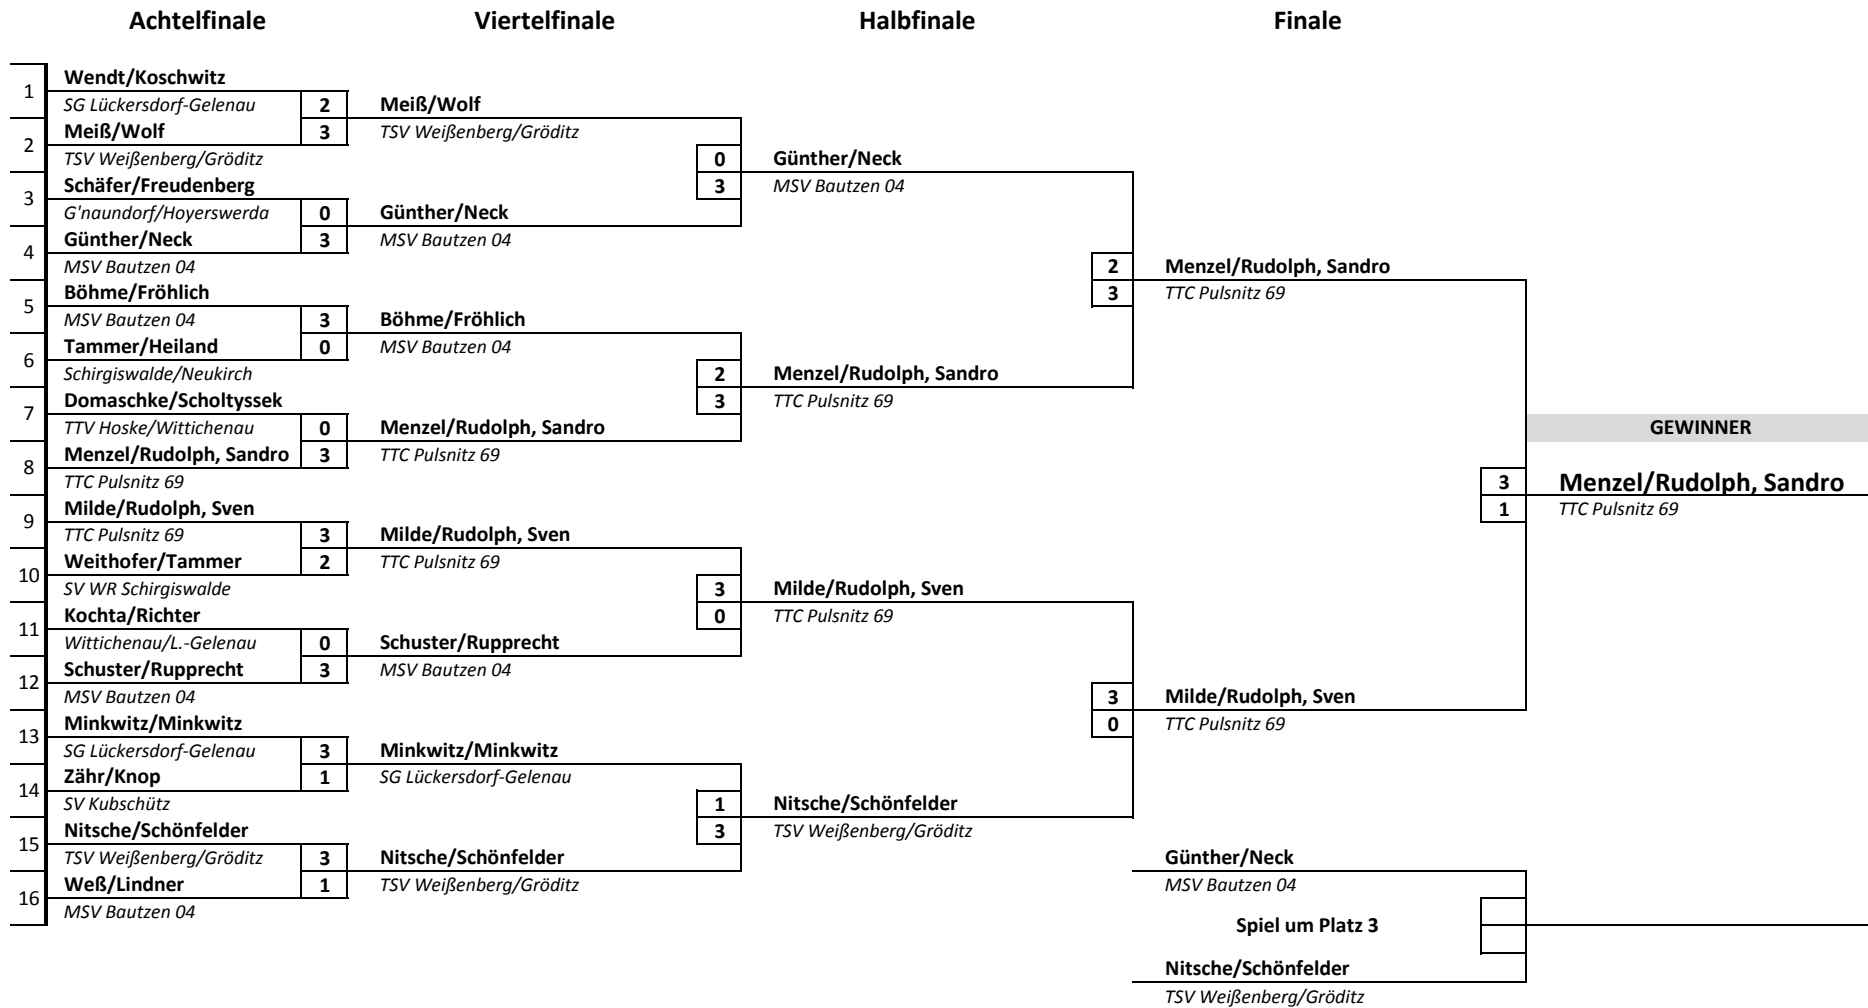 Achtelfinale
Viertelfinale
Halbfinale
Finale
1
Wendt/Koschwitz
SG Lückersdorf-Gelenau
2
2
Meiß/Wolf
3
TSV Weißenberg/Gröditz
3
Schäfer/Freudenberg
G'naundorf/Hoyerswerda
0
4
Günther/Neck
3
MSV Bautzen 04
5
Böhme/Fröhlich
MSV Bautzen 04
3
6
Tammer/Heiland
0
Schirgiswalde/Neukirch
7
Domaschke/Scholtyssek
TTV Hoske/Wittichenau
0
8
Menzel/Rudolph, Sandro
3
TTC Pulsnitz 69
9
Milde/Rudolph, Sven
TTC Pulsnitz 69
3
10
Weithofer/Tammer
2
SV WR Schirgiswalde
11
Kochta/Richter
Wittichenau/L.-Gelenau
0
12
Schuster/Rupprecht
3
MSV Bautzen 04
13
Minkwitz/Minkwitz
SG Lückersdorf-Gelenau
3
14
Zähr/Knop
1
SV Kubschütz
15
Nitsche/Schönfelder
TSV Weißenberg/Gröditz
3
16
Weß/Lindner
1
MSV Bautzen 04
Meiß/Wolf
TSV Weißenberg/Gröditz
0
3
Günther/Neck
MSV Bautzen 04
Böhme/Fröhlich
MSV Bautzen 04
2
3
Menzel/Rudolph, Sandro
TTC Pulsnitz 69
Milde/Rudolph, Sven
TTC Pulsnitz 69
3
0
Schuster/Rupprecht
MSV Bautzen 04
Minkwitz/Minkwitz
SG Lückersdorf-Gelenau
1
3
Nitsche/Schönfelder
TSV Weißenberg/Gröditz
Günther/Neck
MSV Bautzen 04
2
3
Menzel/Rudolph, Sandro
TTC Pulsnitz 69
Milde/Rudolph, Sven
TTC Pulsnitz 69
3
0
Nitsche/Schönfelder
TSV Weißenberg/Gröditz
Menzel/Rudolph, Sandro
TTC Pulsnitz 69
3
1
Milde/Rudolph, Sven
TTC Pulsnitz 69
GEWINNER
Menzel/Rudolph, Sandro
TTC Pulsnitz 69
Günther/Neck
MSV Bautzen 04
Spiel um Platz 3
Nitsche/Schönfelder
TSV Weißenberg/Gröditz